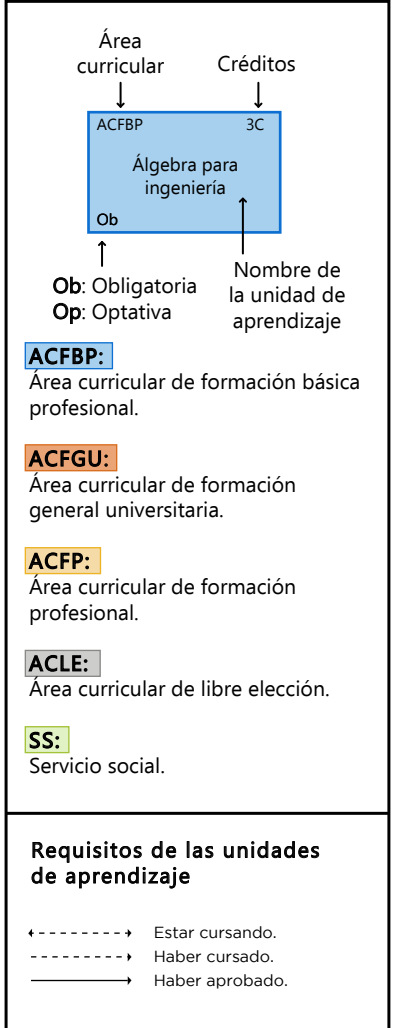 Área
curricular
Créditos
ACFBP
3C
Álgebra para
ingeniería
Ob
Ob: Obligatoria
Op: Optativa
Nombre de
la unidad de
aprendizaje
ACFBP:
Área curricular de formación básica
profesional.
ACFGU:
Área curricular de formación
general universitaria.
ACFP:
Área curricular de formación
profesional.
ACLE:
Área curricular de libre elección.
SS:
Servicio social.
Requisitos de las unidades
de aprendizaje
Estar cursando.
Haber cursado.
Haber aprobado.